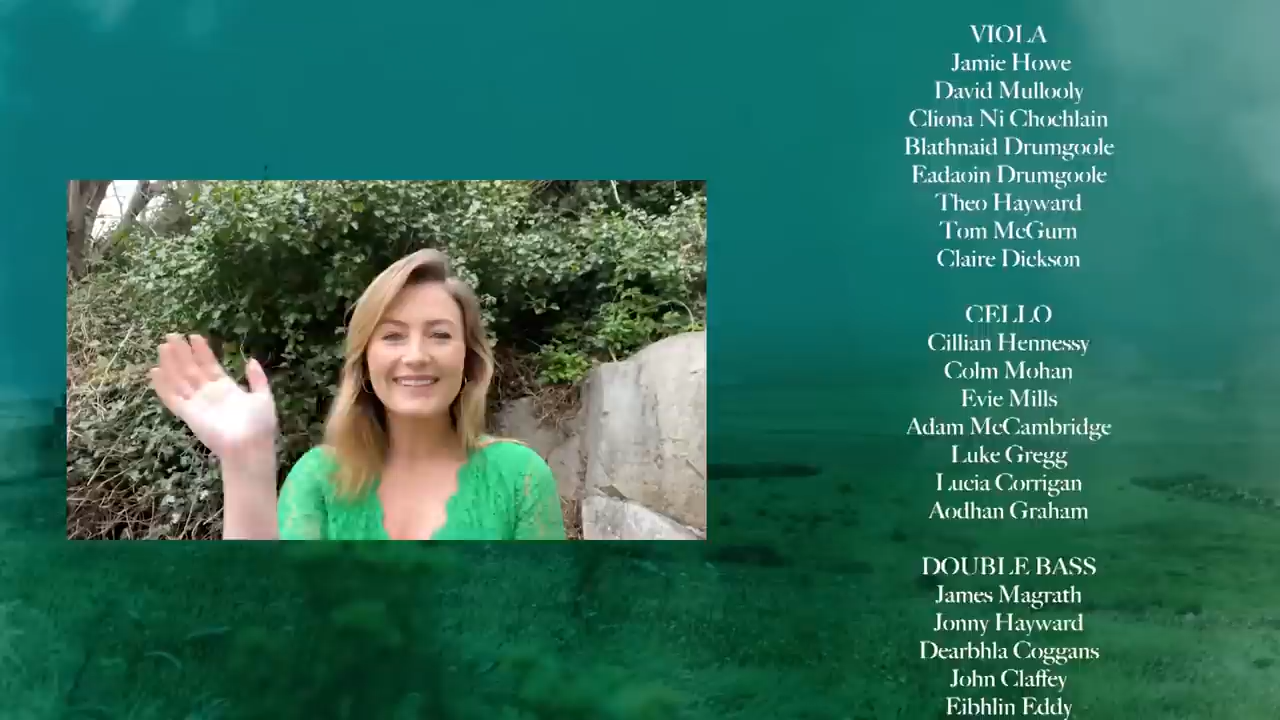 VIOLA
Jamie Howe
David Mullooly
Cliona Ni Chochlain
Blathnaid Drumgoole
Eadaoin Drumgoole
Theo Hayward
Tom McGurn
Claire Dickson
CELLO
Cillian Hennessy
Colm Mohan
Evie Mills
Adam McCambridge
Luke Gregg
Lucia Corrigan
Aodhan Graham
DOUBLE BASS
James Magrath
Jonny Hayward
Dearbhla Coggans
John Claffey
Eibhlin Eddy